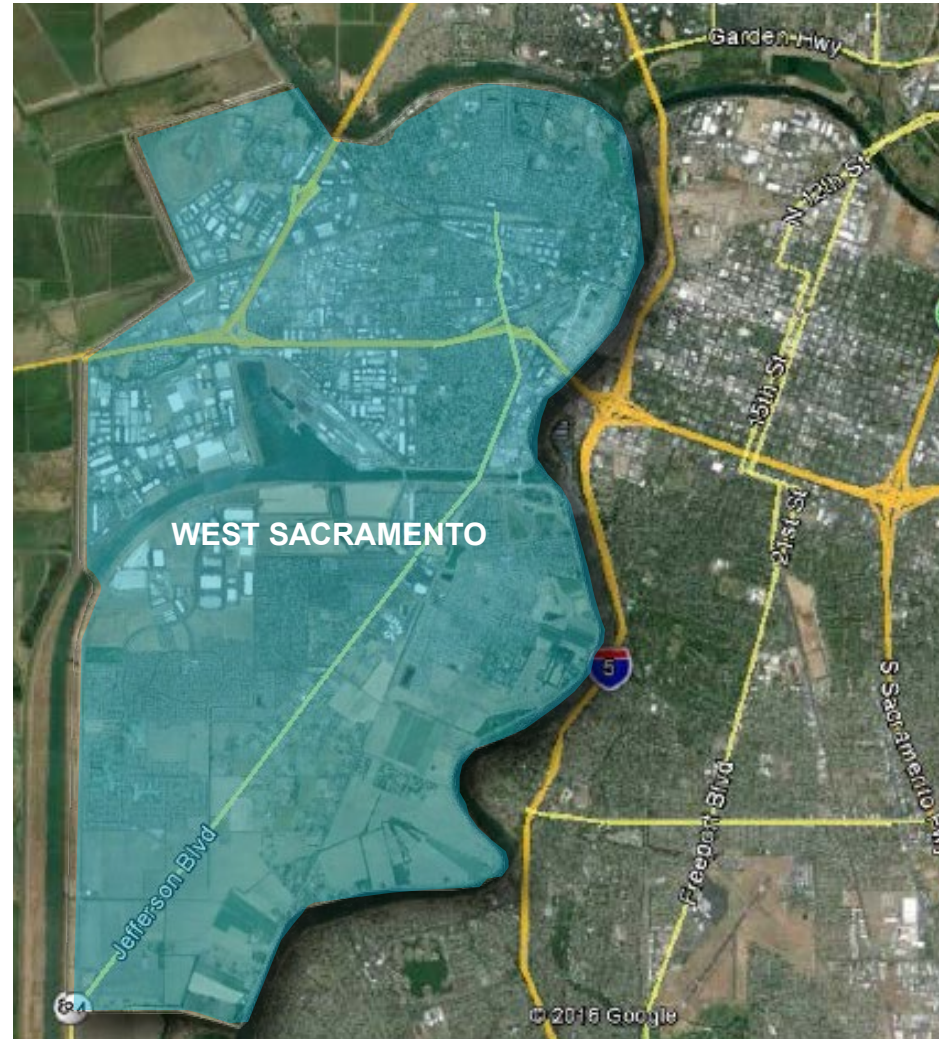 Garden Hwy
N 12th St
15th St
WEST SACRAMENTO
21st St
5
S Sacramento
Freeport Blvd
Jefferson Blvd
84
© 2016 Google